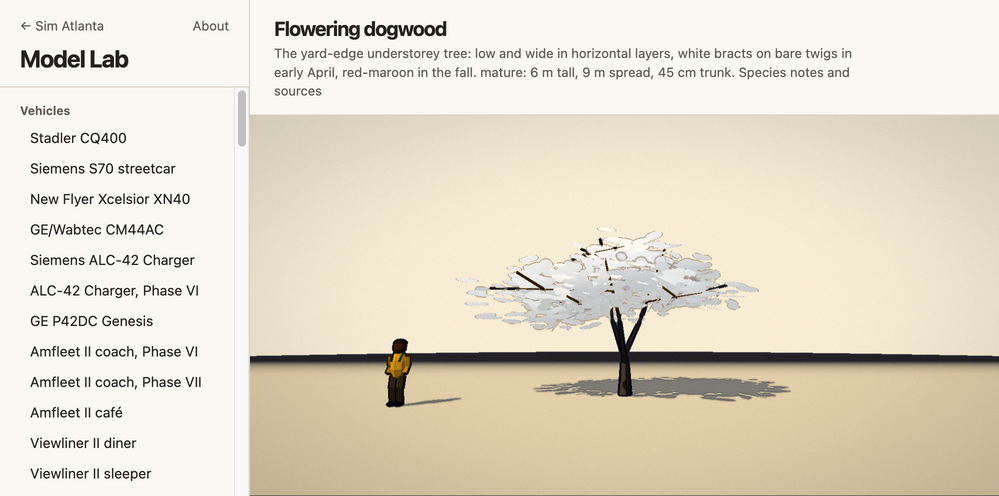 ← Sim Atlanta
About
Model Lab
Vehicles
Stadler CQ400
Siemens S70 streetcar
New Flyer Xcelsior XN40
GE/Wabtec CM44AC
Siemens ALC-42 Charger
ALC-42 Charger, Phase VI
GE P42DC Genesis
Amfleet II coach, Phase VI
Amfleet II coach, Phase VII
Amfleet II café
Viewliner II diner
Viewliner II sleeper
Flowering dogwood
The yard-edge understorey tree: low and wide in horizontal layers, white bracts on bare twigs in
early April, red-maroon in the fall. mature: 6 m tall, 9 m spread, 45 cm trunk. Species notes and
sources